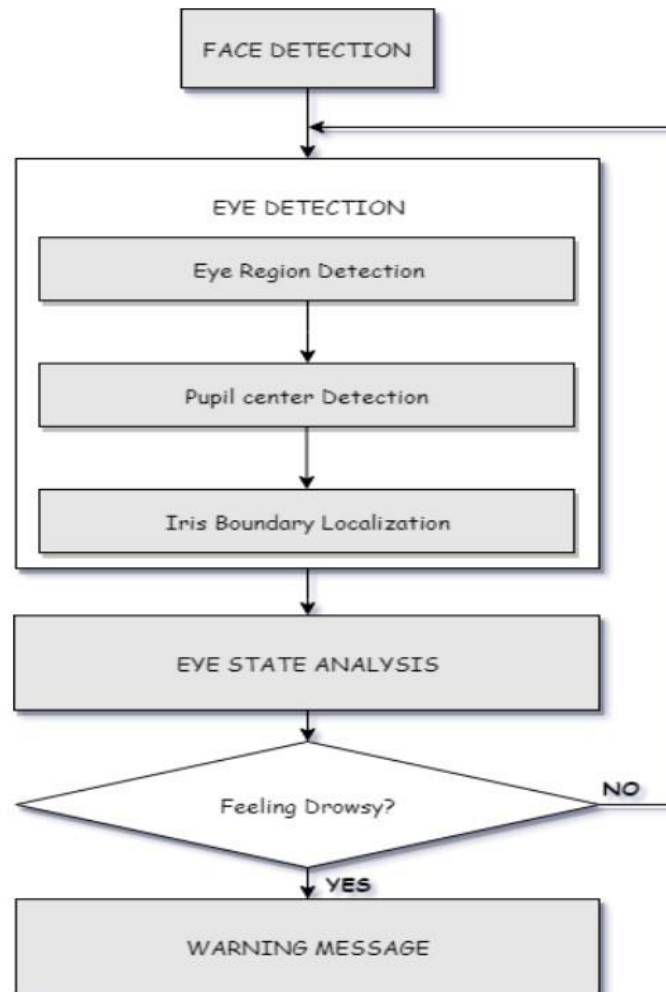 FACE DETECTION
EYE DETECTION
Eye Region Detection
Pupil center Detection
Iris Boundary Localization
EYE STATE ANALYSIS
Feeling Drowsy?
NO
YES
WARNING MESSAGE